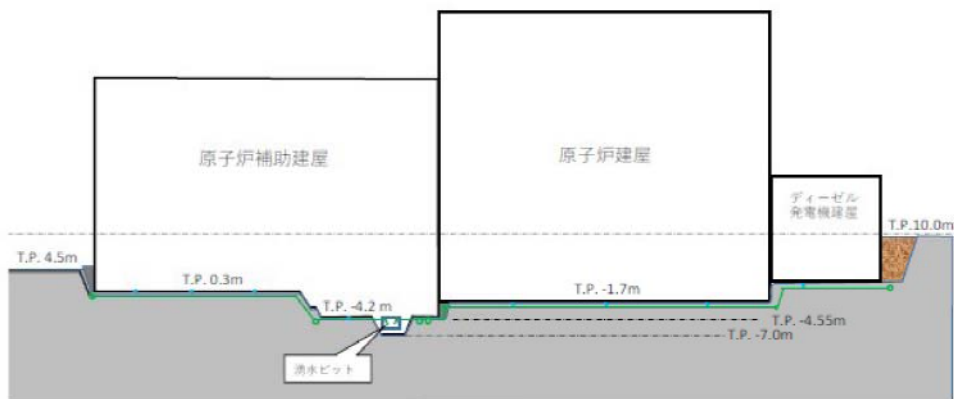 原子炉補助建屋
原子炉建屋
ディーゼル
発電機建屋
T.P.10.0m
T.P. 4.5m
T.P. 0.3m
T.P. -1.7m
T.P. -4.2 m
T.P. -4.55m
T.P. -7.0m
湧水ピット